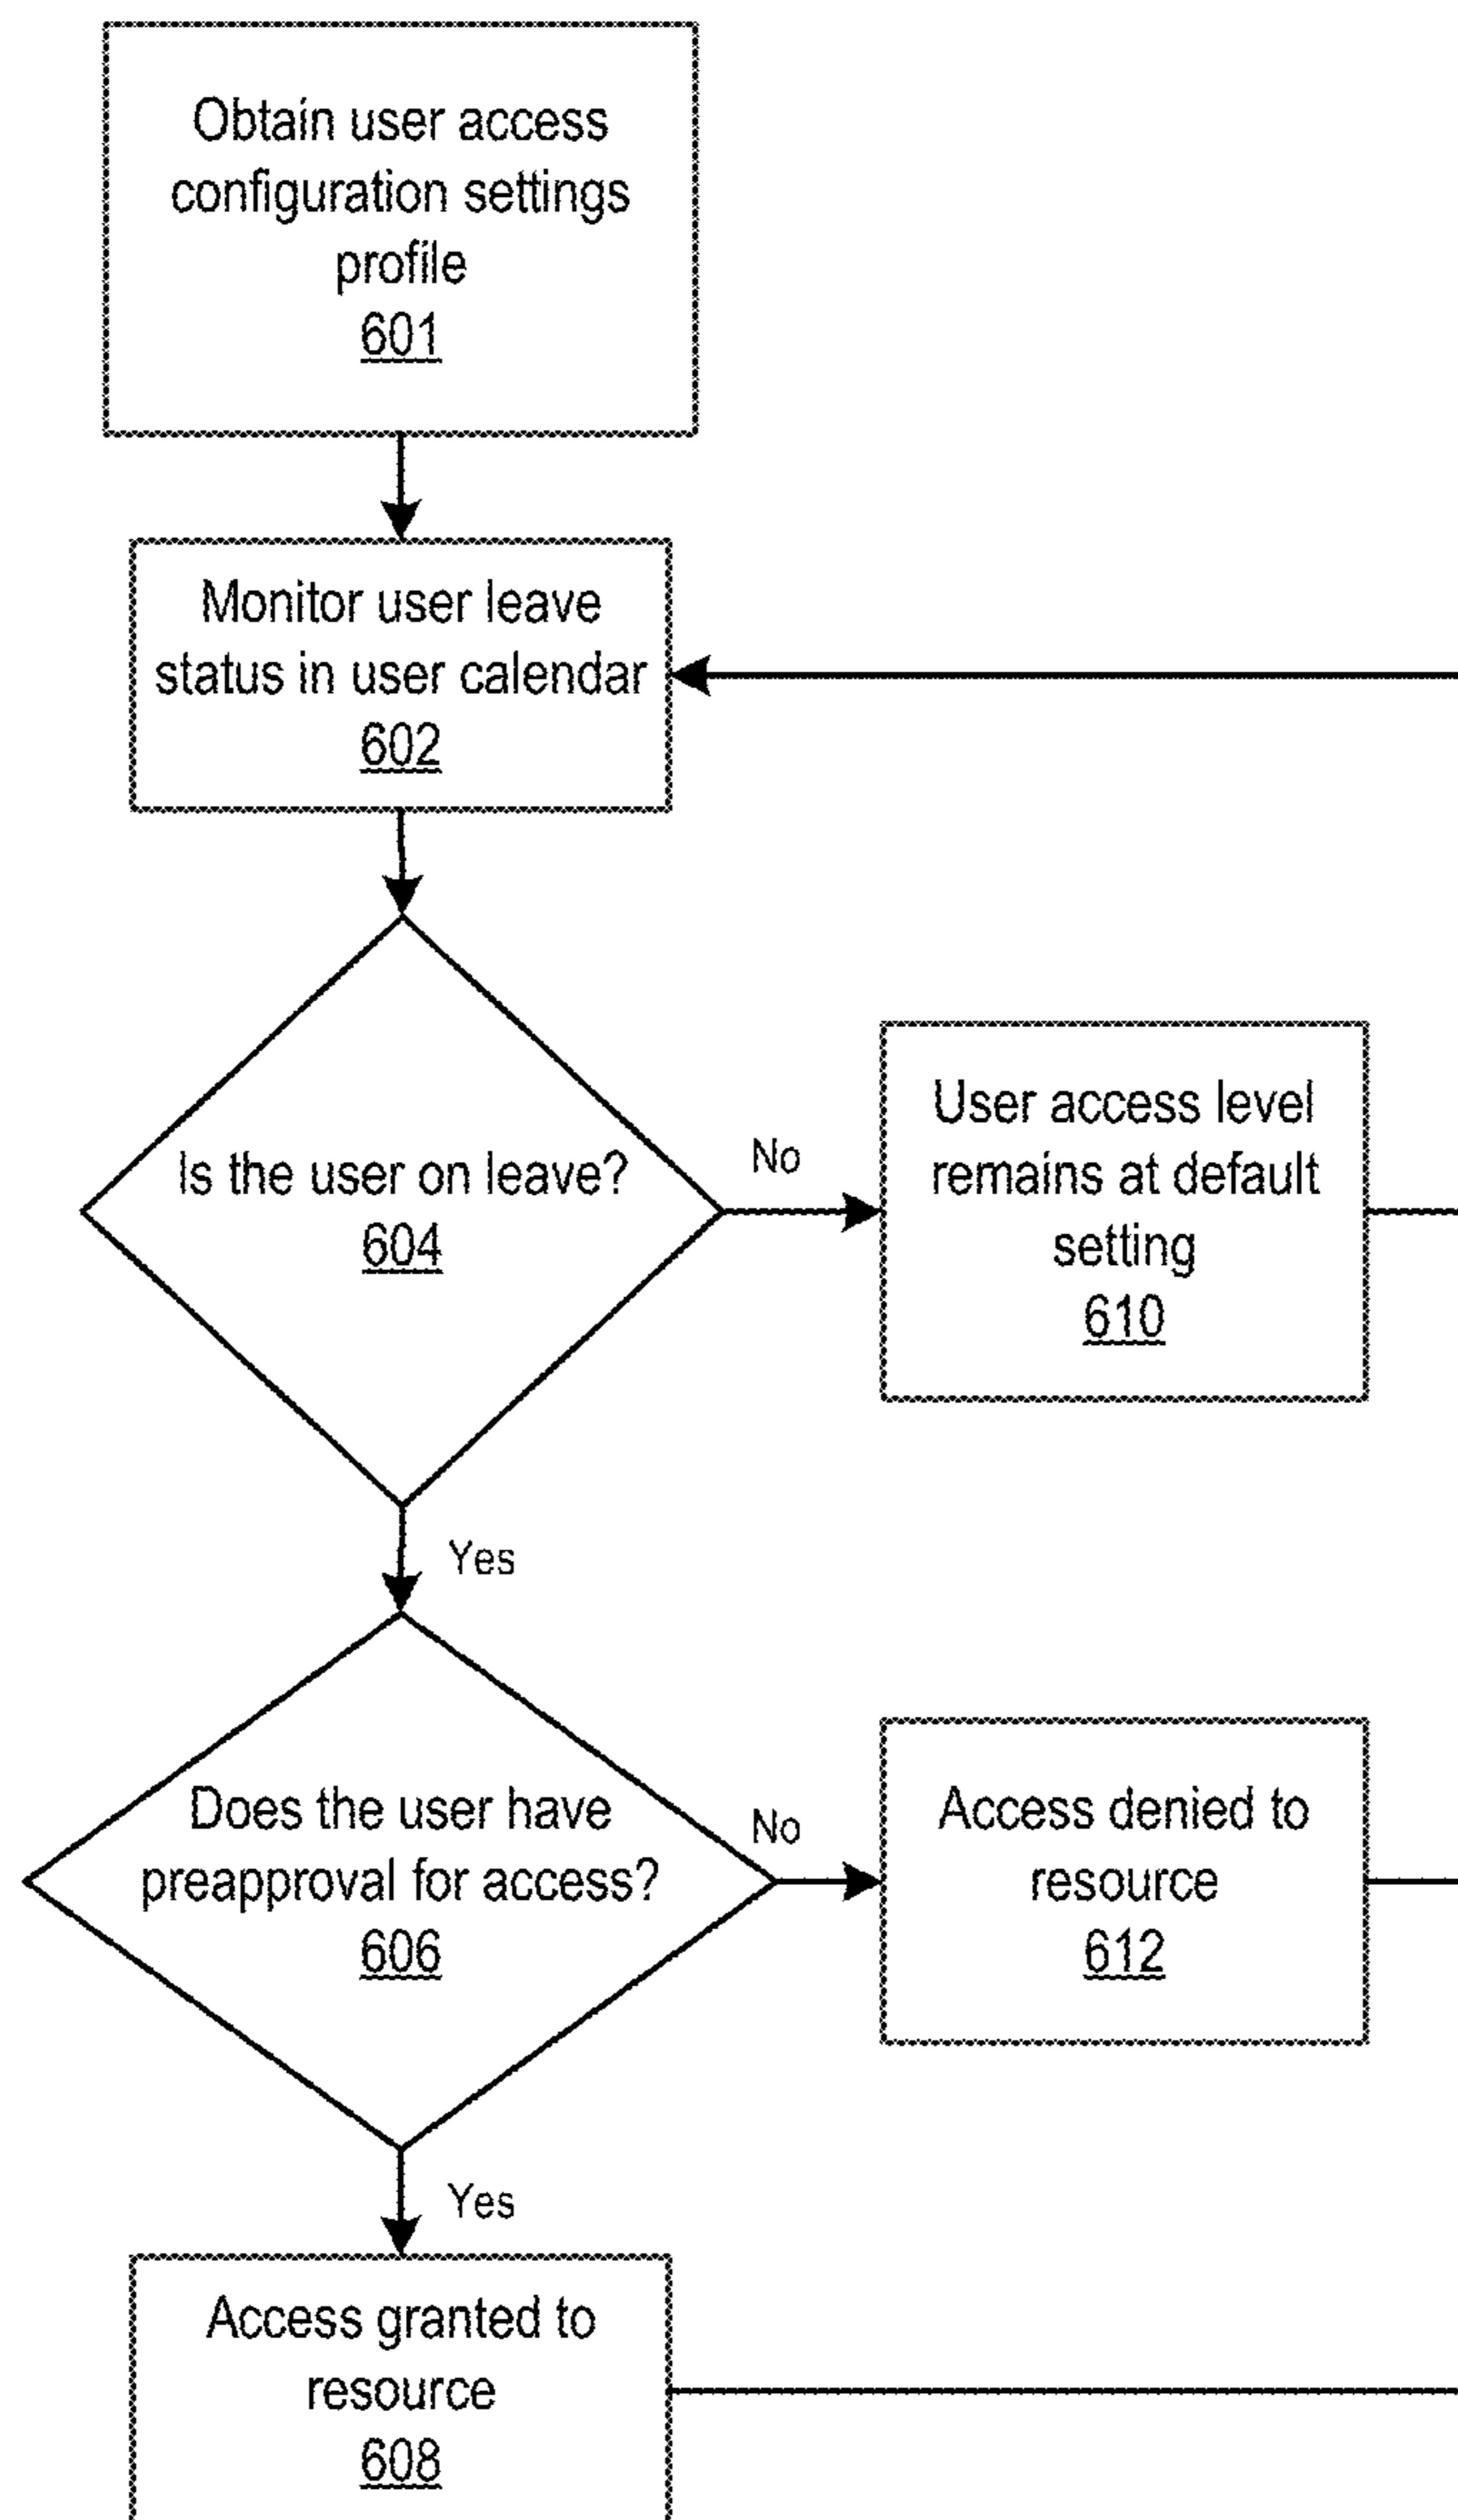 Obtain user access
configuration settings
profile
601
Monitor user leave
status in user calendar
602
Is the user on leave?
604
No
User access level
remains at default
setting
610
Yes
Does the user have
preapproval for access?
606
No
Access denied to
resource
612
Yes
Access granted to
resource
608